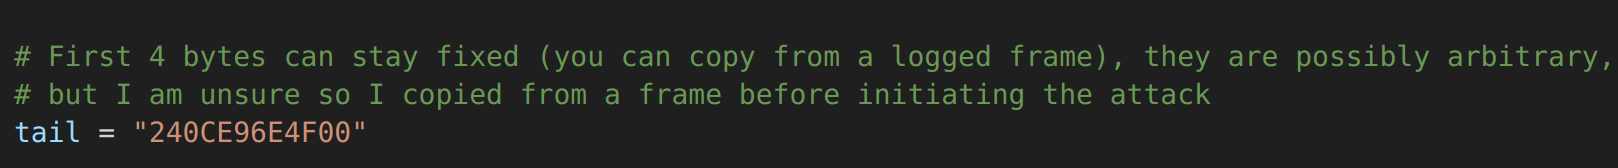 # First 4 bytes can stay fixed (you can copy from a logged frame), they are possibly arbitrary,
# but I am unsure so I copied from a frame before initiating the attack
tail = "240CE96E4F00"